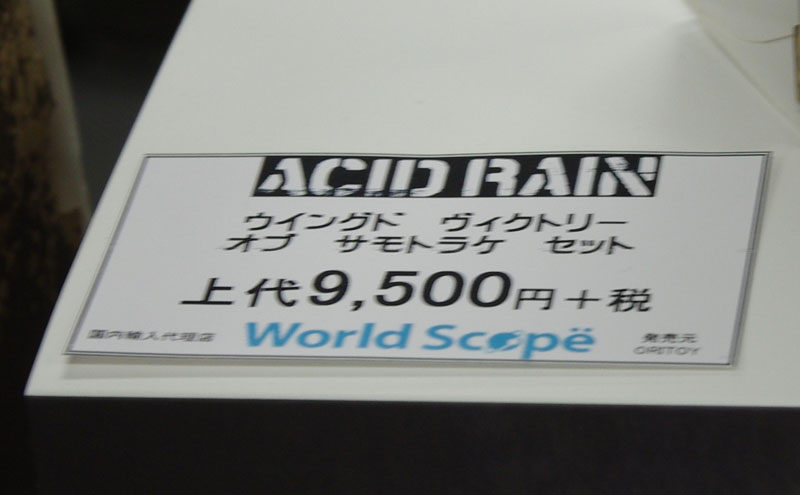 ACID RAIN
ウイングド ヴィクトリー
オブ サモトラケ セット
上代9,500円+税
国内輸入代理店 World Scopë 発売元
ORITOY